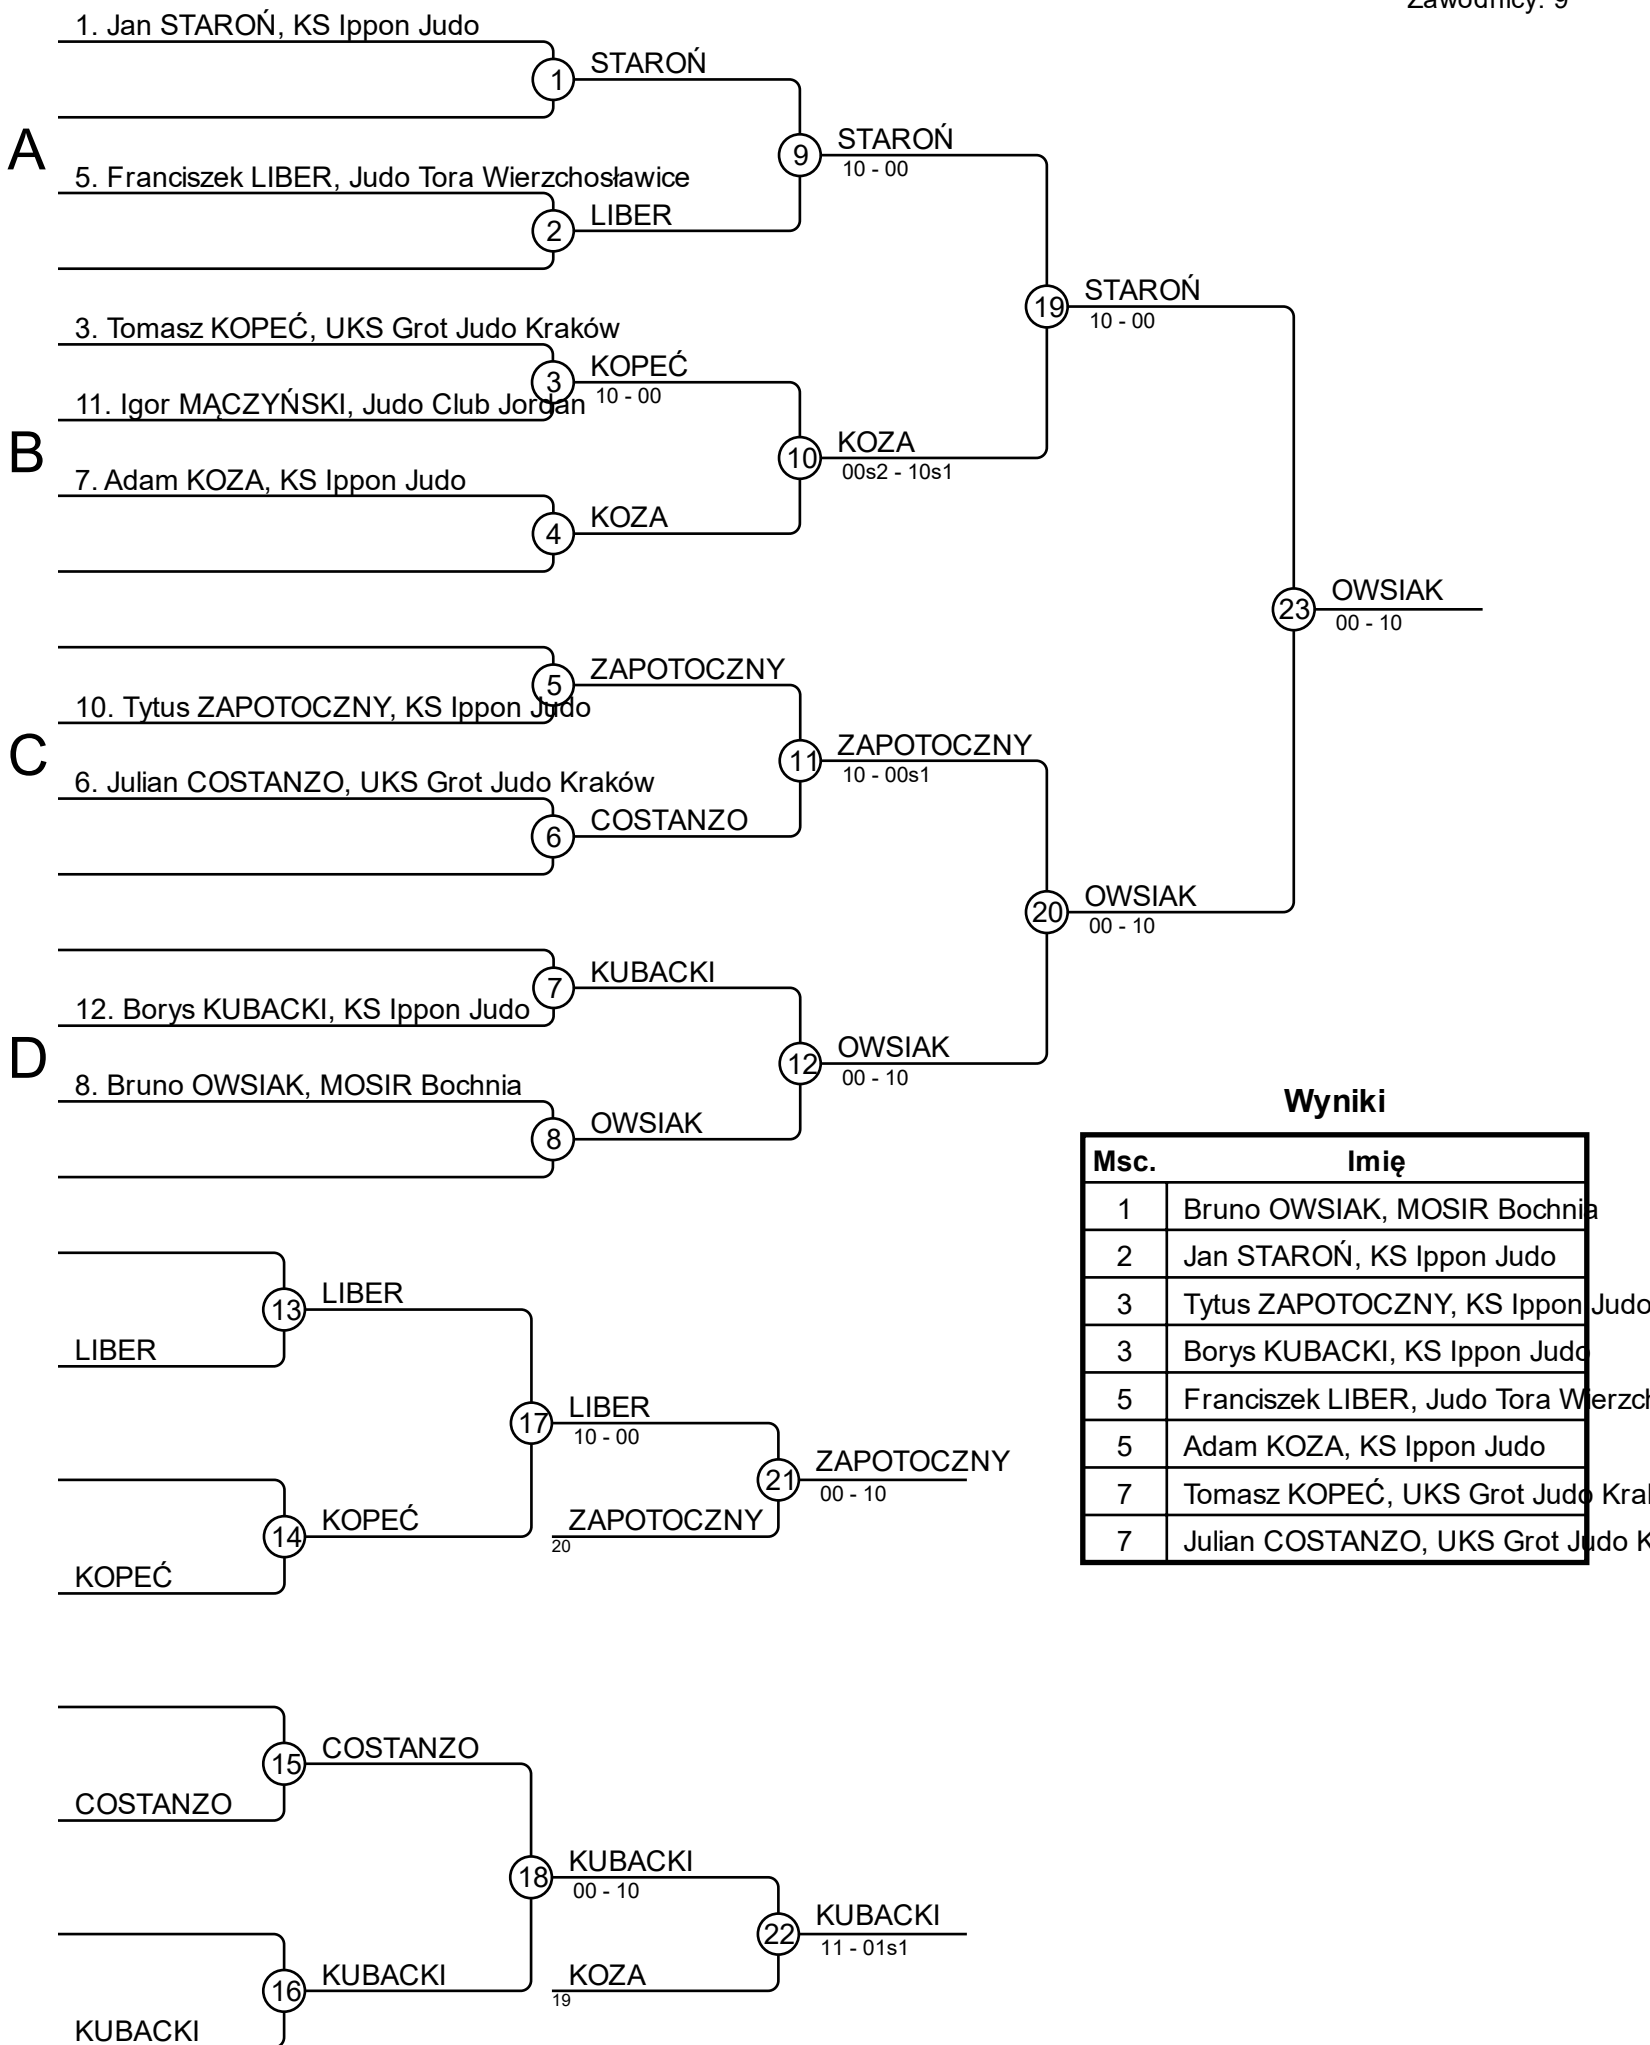 Zawodnicy: 9
1. Jan STAROŃ, KS Ippon Judo
1
STAROŃ
A
9
STAROŃ
10 - 00
5. Franciszek LIBER, Judo Tora Wierzchosławice
2
LIBER
19
STAROŃ
10 - 00
3. Tomasz KOPEĆ, UKS Grot Judo Kraków
3
KOPEĆ
10 - 00
11. Igor MĄCZYŃSKI, Judo Club Jordan
B
10
KOZA
00s2 - 10s1
7. Adam KOZA, KS Ippon Judo
4
KOZA
23
OWSIAK
00 - 10
5
ZAPOTOCZNY
10. Tytus ZAPOTOCZNY, KS Ippon Judo
C
11
ZAPOTOCZNY
10 - 00s1
6. Julian COSTANZO, UKS Grot Judo Kraków
6
COSTANZO
20
OWSIAK
00 - 10
7
KUBACKI
12. Borys KUBACKI, KS Ippon Judo
D
12
OWSIAK
00 - 10
8. Bruno OWSIAK, MOSIR Bochnia
8
OWSIAK
Wyniki
Msc. Imię
1 Bruno OWSIAK, MOSIR Bochnia
2 Jan STAROŃ, KS Ippon Judo
3 Tytus ZAPOTOCZNY, KS Ippon Judo
3 Borys KUBACKI, KS Ippon Judo
5 Franciszek LIBER, Judo Tora
5 Adam KOZA, KS Ippon Judo
7 Tomasz KOPEĆ, UKS Grot Judo
7 Julian COSTANZO, UKS Grot Judo
13
LIBER
LIBER
17
LIBER
10 - 00
21
ZAPOTOCZNY
00 - 10
14
KOPEĆ
ZAPOTOCZNY
20
KOPEĆ
15
COSTANZO
COSTANZO
18
KUBACKI
00 - 10
22
KUBACKI
11 - 01s1
16
KUBACKI
KOZA
19
KUBACKI